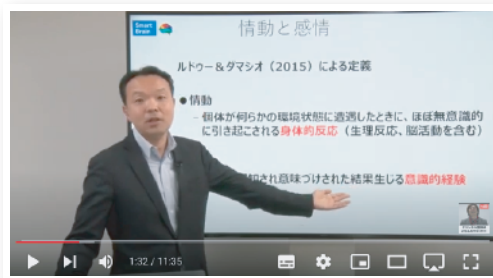 Smart
Brain
情動と感情
ルドゥー＆ダマシオ（2015）による定義
●情動
– 個体が何らかの環境状態に遭遇したときに、ほぼ無意識的
に引き起こされる身体的反応（生理反応、脳活動を含む）
され意味づけされた結果生じる意識的経験
1:32 / 11:35